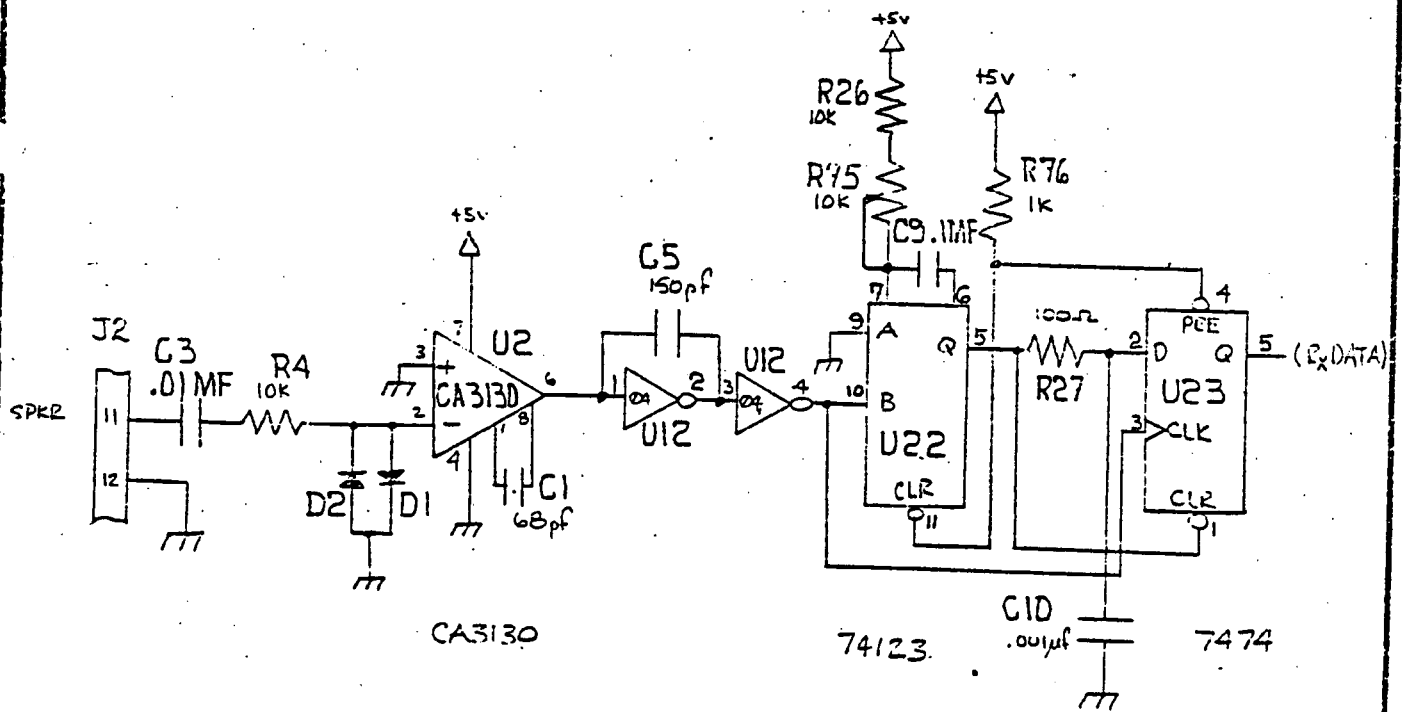 +5v
R26
10K
+5v
R75
10K
R76
1K
C9 .1MF
+5v
C5
150pf
J2
C3
.01MF
R4
10K
SPKR
11
12
D2
D1
7
3
+
U2
CA3130
6
2
-
4
1
8
C1
68pf
1
04
2
U12
U12
3
04
4
7
6
9
A
Q
5
10
B
U22
CLR
11
100Ω
R27
4
PRE
2
D
Q
5
(RxDATA)
U23
3
CLK
CLR
1
C10
.001µf
CA3130
74123
7474